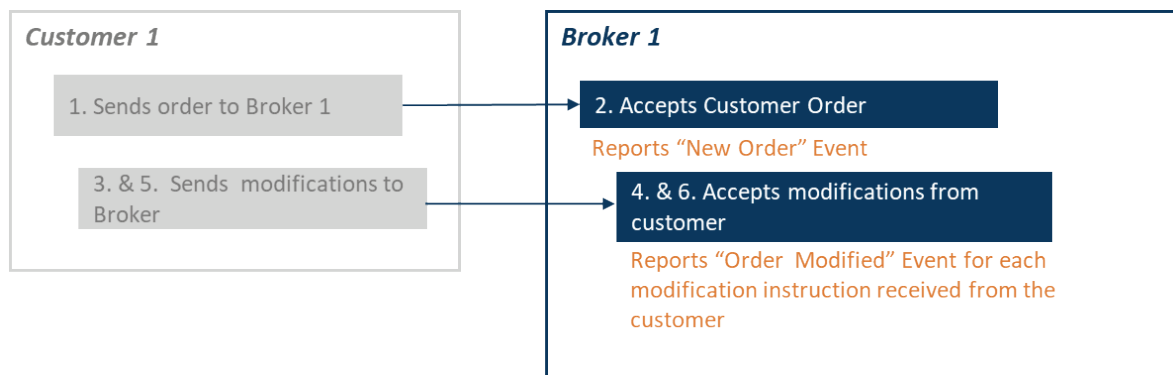 Customer 1
Broker 1
1. Sends order to Broker 1
2. Accepts Customer Order
Reports “New Order” Event
3. & 5. Sends modifications to
Broker
4. & 6. Accepts modifications from
customer
Reports “Order Modified” Event for each
modification instruction received from the
customer